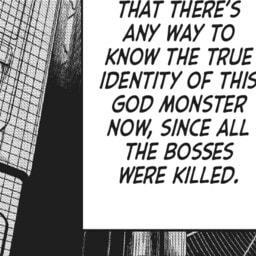 THAT THERE'S
ANY WAY TO
KNOW THE TRUE
IDENTITY OF THIS
GOD MONSTER
NOW, SINCE ALL
THE BOSSES
WERE KILLED.